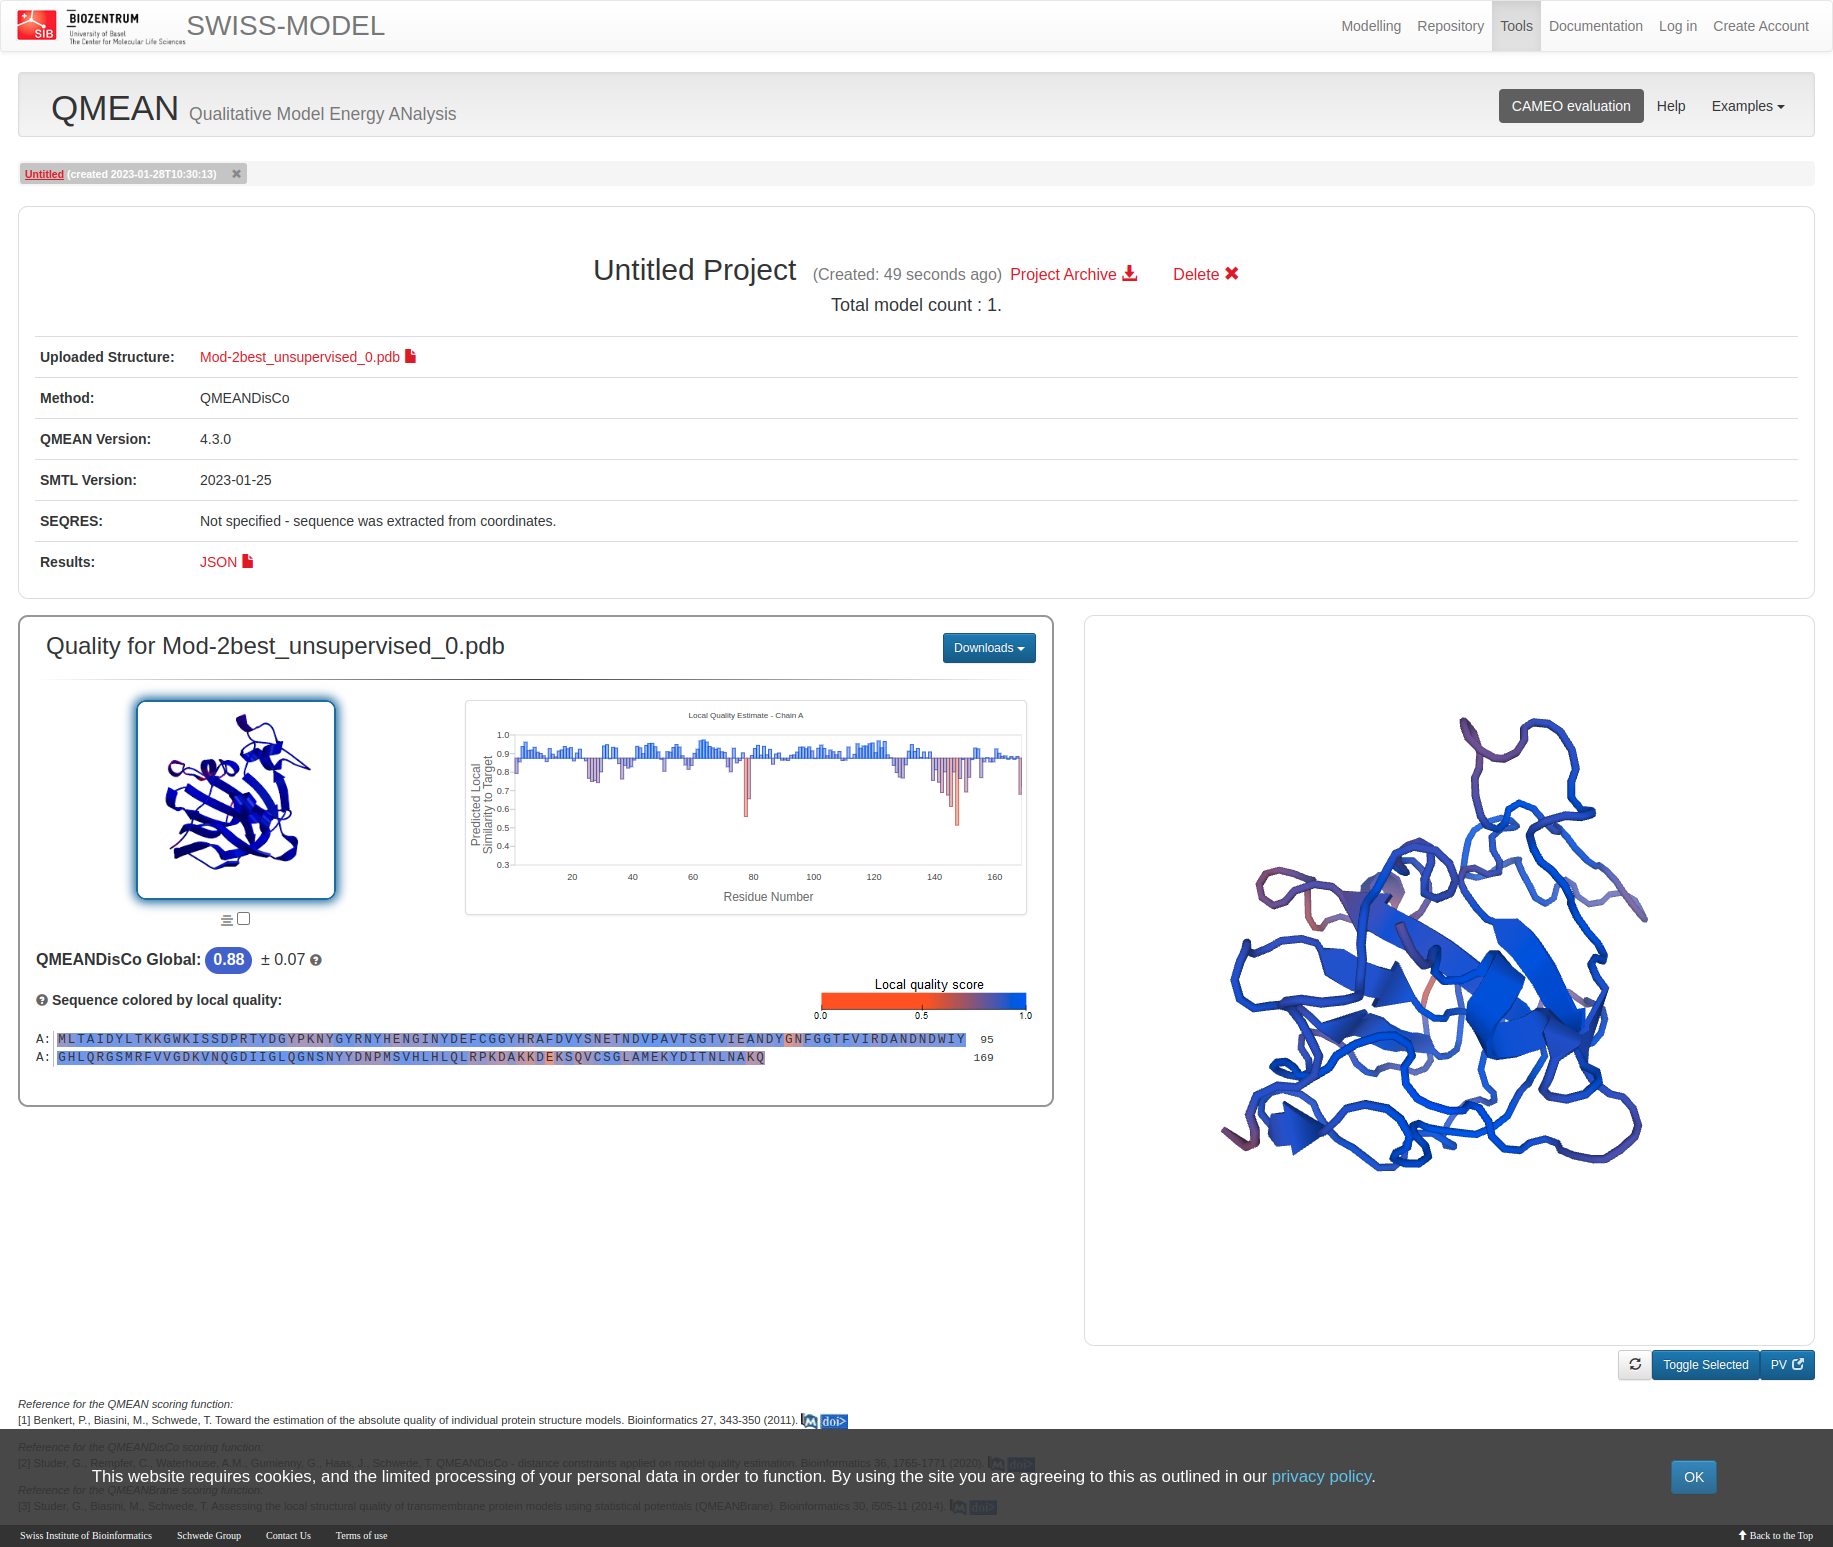 SIB
BIOZENTRUM
University of Basel
The Center for Molecular Life Sciences
SWISS-MODEL
Modelling Repository Tools Documentation Log in Create Account
QMEAN Qualitative Model Energy ANalysis
CAMEO evaluation Help Examples
Untitled (created 2023-01-28T10:30:13)
Untitled Project (Created: 49 seconds ago) Project Archive Delete
Total model count : 1.
Uploaded Structure: Mod-2best_unsupervised_0.pdb
Method: QMEANDisCo
QMEAN Version: 4.3.0
SMTL Version: 2023-01-25
SEQRES: Not specified - sequence was extracted from coordinates.
Results: JSON
Quality for Mod-2best_unsupervised_0.pdb
Downloads
Local Quality Estimate - Chain A
Predicted Local
Similarity to Target
1.0
0.9
0.8
0.7
0.6
0.5
0.4
0.3
20 40 60 80 100 120 140 160
Residue Number
QMEANDisCo Global: 0.88 ± 0.07
Local quality score
0.0 0.5 1.0
Sequence colored by local quality:
A: MLTAIDYLTKKGWKISSDPRTYDGYPKNYGYRNYHENGINYDEFCGGYHRAFDVYSNETNDVPAVTSGTVIEANDYGNFGGTFVIRDANDNDWIY 95
A: GHLQRGSMRFVVGDKVNQGDIIGLQGNSNYYDNPMSVHLHLQLRPKDAKKDEKSQVCSGLAMEKYDITNLNAKQ 169
Toggle Selected PV
Reference for the QMEAN scoring function:
[1] Benkert, P., Biasini, M., Schwede, T. Toward the estimation of the absolute quality of individual protein structure models. Bioinformatics 27, 343-350 (2011). M doi>
Reference for the QMEANDisCo scoring function:
[2] Studer, G., Rempfer, C., Waterhouse, A.M., Gumienny, G., Haas, J., Schwede, T. QMEANDisCo - distance constraints applied on model quality estimation. Bioinformatics 36, 1765-1771 (2020). M doi>
This website requires cookies, and the limited processing of your personal data in order to function. By using the site you are agreeing to this as outlined in our privacy policy.
OK
Reference for the QMEANBrane scoring function:
[3] Studer, G., Biasini, M., Schwede, T. Assessing the local structural quality of transmembrane protein models using statistical potentials (QMEANBrane). Bioinformatics 30, i505-11 (2014). M doi>
Swiss Institute of Bioinformatics Schwede Group Contact Us Terms of use Back to the Top